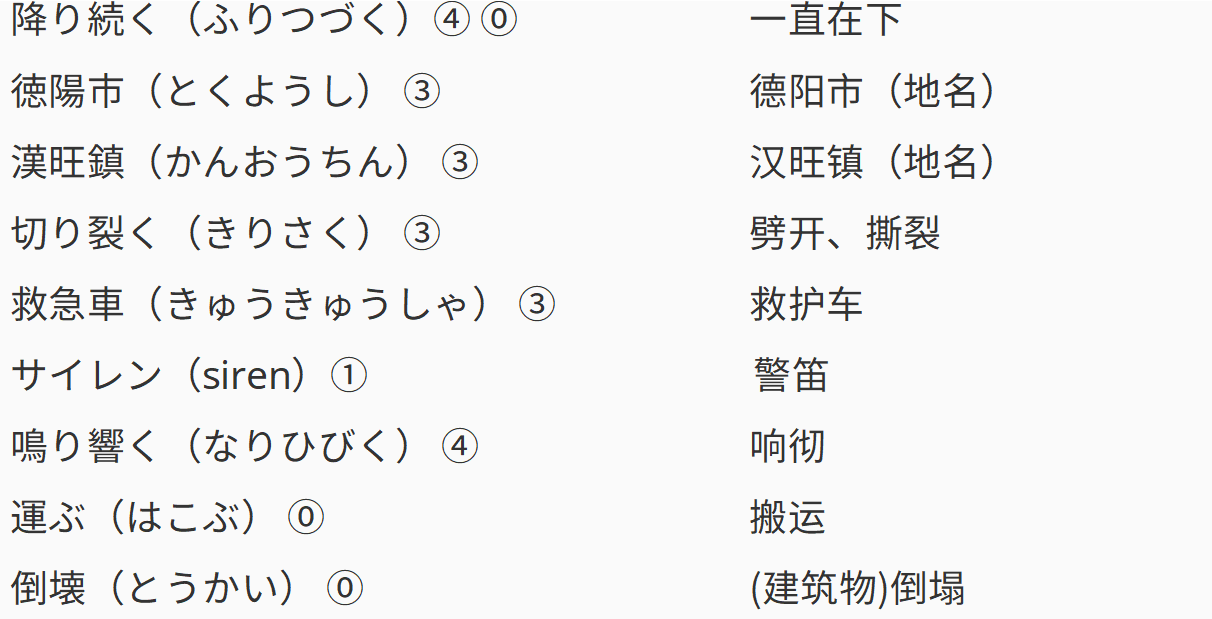 降り続く（ふりつづく）④ ⓪ 一直在下
徳陽市（とくようし） ③ 德阳市（地名）
漢旺鎮（かんおうちん） ③ 汉旺镇（地名）
切り裂く（きりさく） ③ 劈开、撕裂
救急車（きゅうきゅうしゃ） ③ 救护车
サイレン（siren）① 警笛
鳴り響く（なりひびく） ④ 响彻
運ぶ（はこぶ） ⓪ 搬运
倒壊（とうかい） ⓪ (建筑物)倒塌